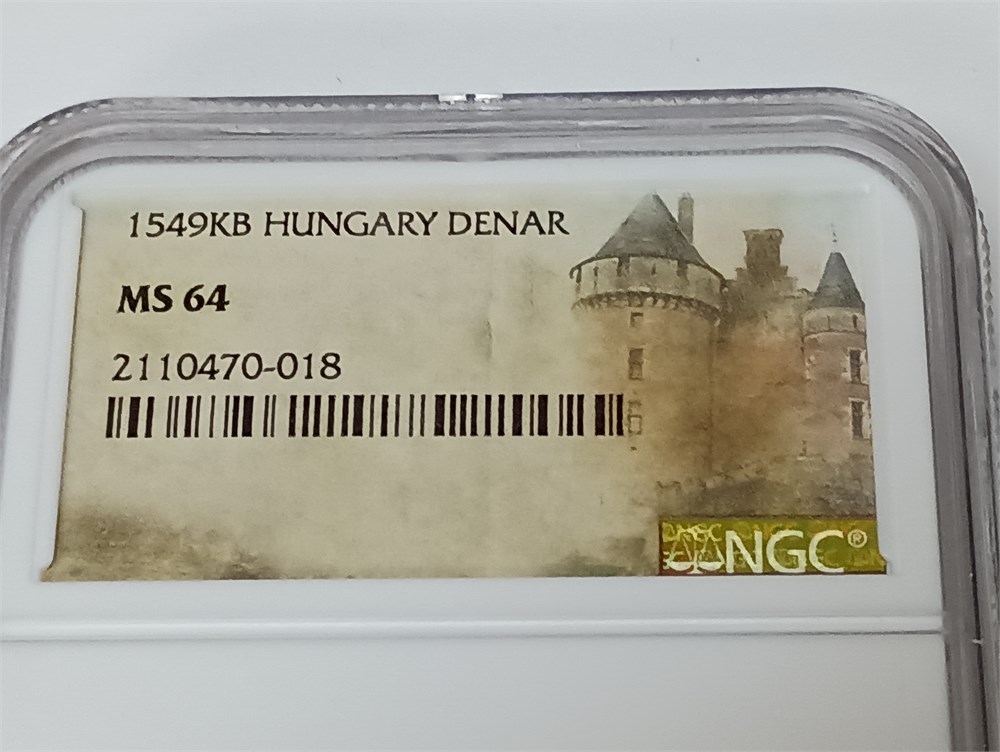 1549KB HUNGARY DENAR
MS 64
2110470-018
NGC®